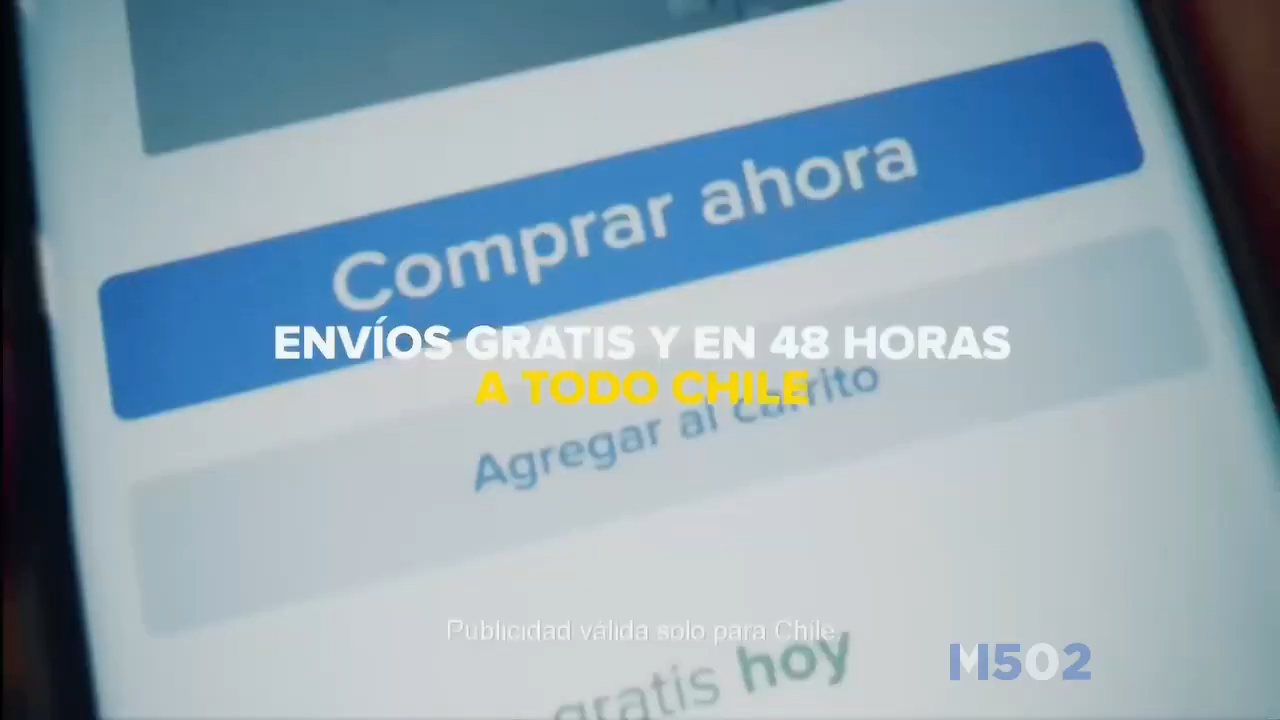 Comprar ahora
ENVÍOS GRATIS Y EN 48 HORAS
A TODO CHILE
Agregar al carrito
Publicidad válida solo para Chile.
gratis hoy
M502